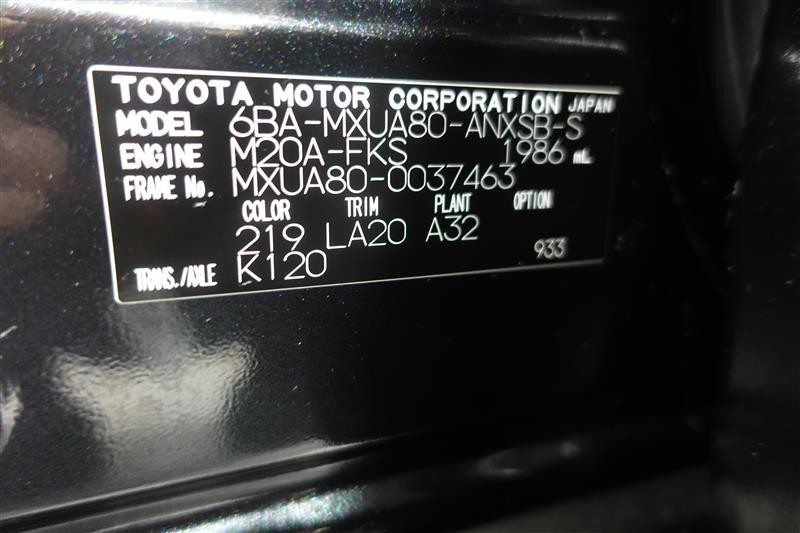 TOYOTA MOTOR CORPORATION JAPAN
MODEL 6BA-MXUA80-ANXSB-S
ENGINE M20A-FKS 1986 mL
FRAME No. MXUA80-0037463
COLOR TRIM PLANT OPTION
219 LA20 A32
TRANS./AXLE K120 933